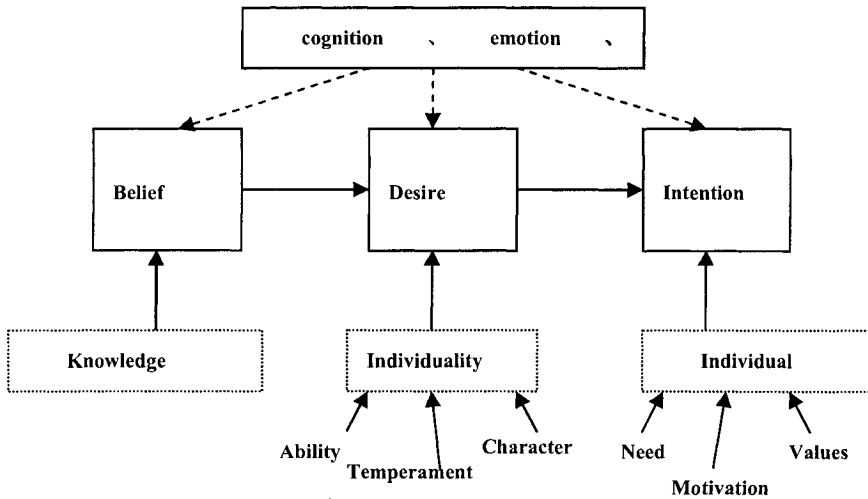 cognition 、 emotion 、
Belief Desire Intention
Knowledge Individuality Individual
Ability Temperament Character Need Motivation Values